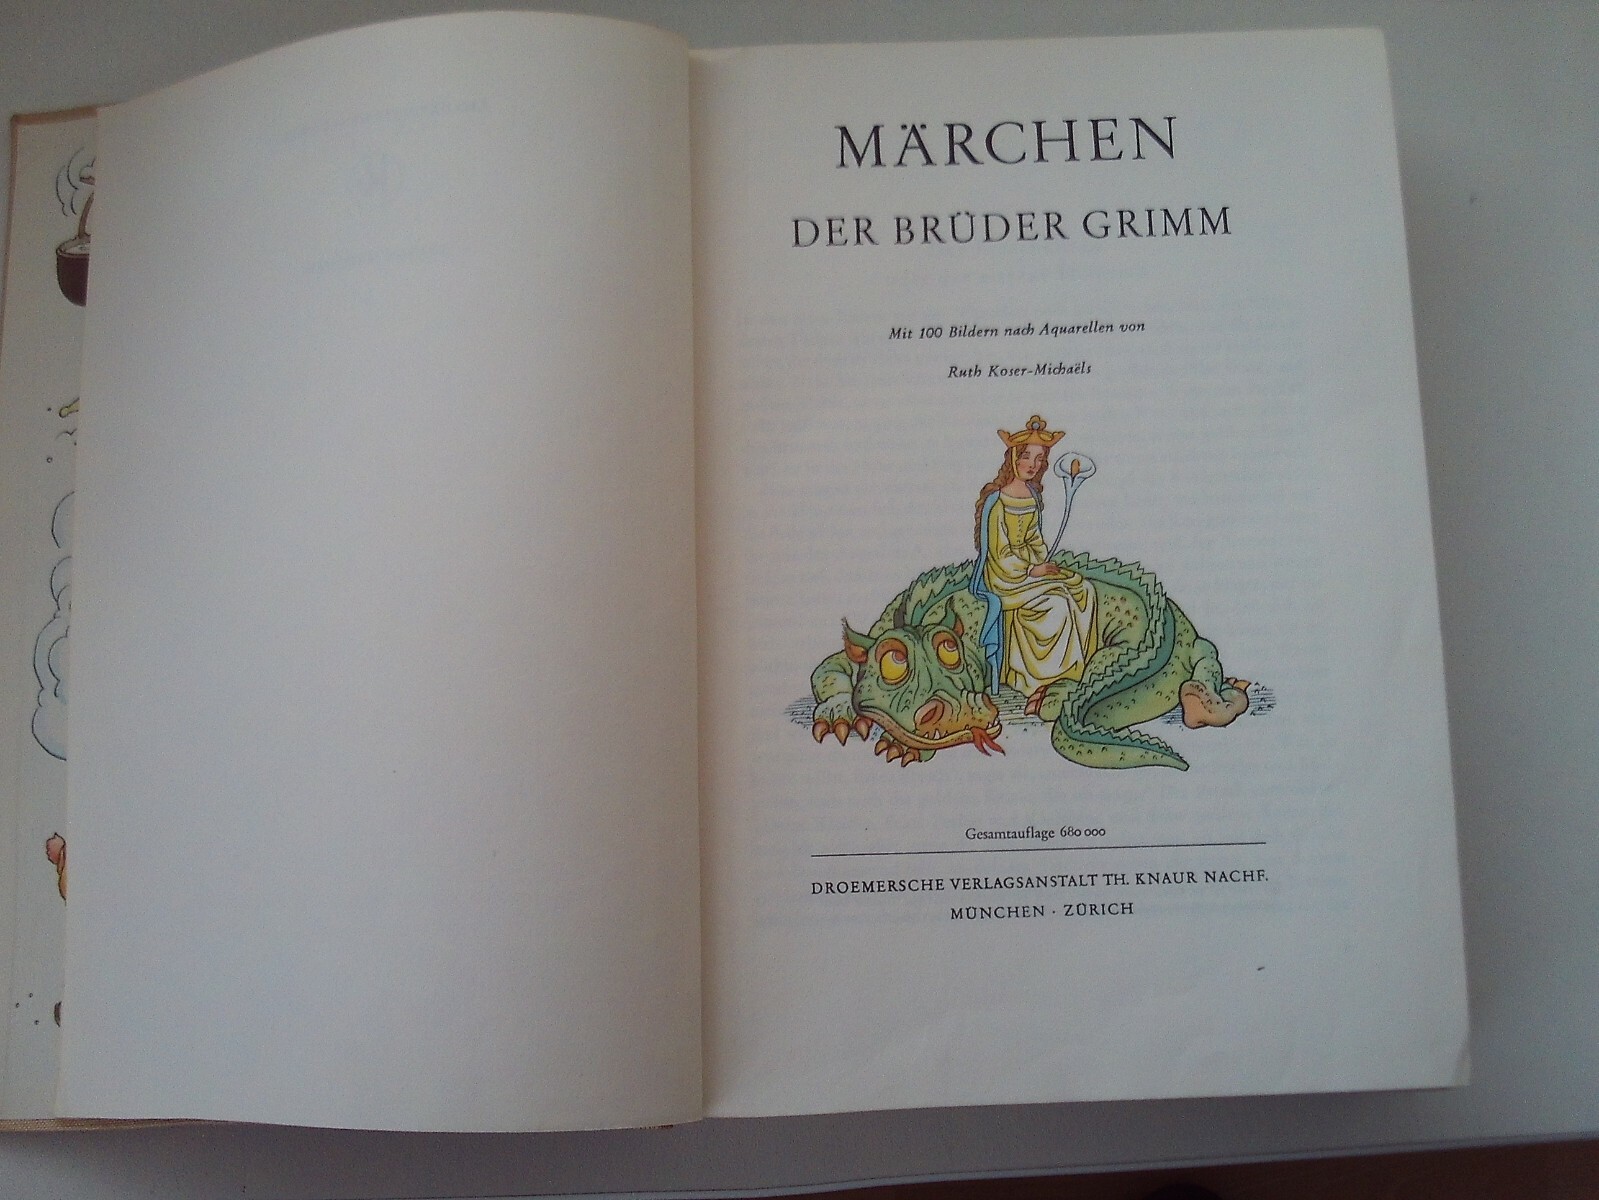 MÄRCHEN
DER BRÜDER GRIMM
Mit 100 Bildern nach Aquarellen von
Ruth Koser-Michaëls
Gesamtauflage 680 000
DROEMERSCHE VERLAGSANSTALT TH. KNAUR NACHF.
MÜNCHEN · ZÜRICH